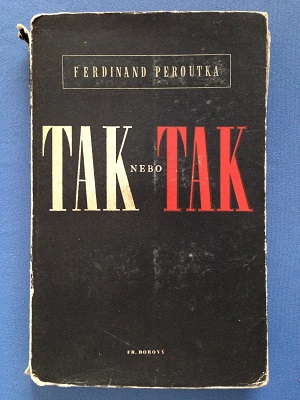 FERDINAND PEROUTKA
TAK NEBO TAK
FR. BOROVÝ